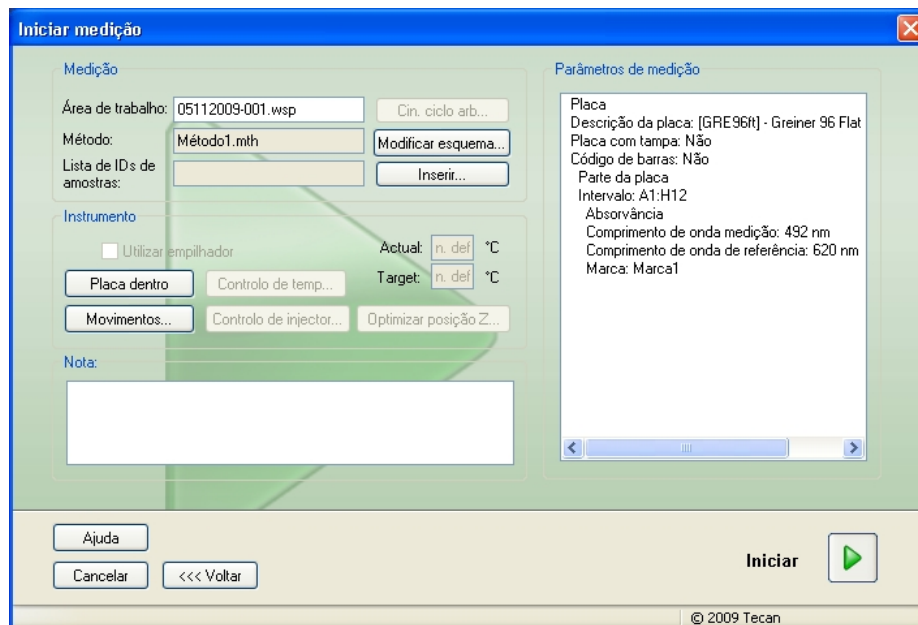 Iniciar medição
Medição
Área de trabalho: 05112009-001.wsp Cin. ciclo arb...
Método: Método1.mth Modificar esquema...
Lista de IDs de
amostras: Inserir...
Instrumento
Utilizar empilhador
Actual: n. def °C
Placa dentro Controlo de temp... Target: n. def °C
Movimentos... Controlo de injector... Optimizar posição Z...
Nota:
Parâmetros de medição
Placa
Descrição da placa: [GRE96ft] - Greiner 96 Flat
Placa com tampa: Não
Código de barras: Não
Parte da placa
Intervalo: A1:H12
Absorvância
Comprimento de onda medição: 492 nm
Comprimento de onda de referência: 620 nm
Marca: Marca1
Ajuda
Cancelar <<< Voltar
Iniciar
© 2009 Tecan